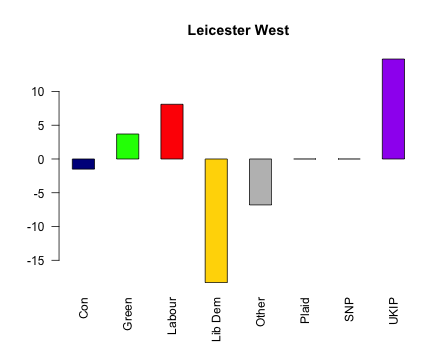 Leicester West
10
5
0
-5
-10
-15
Con
Green
Labour
Lib Dem
Other
Plaid
SNP
UKIP